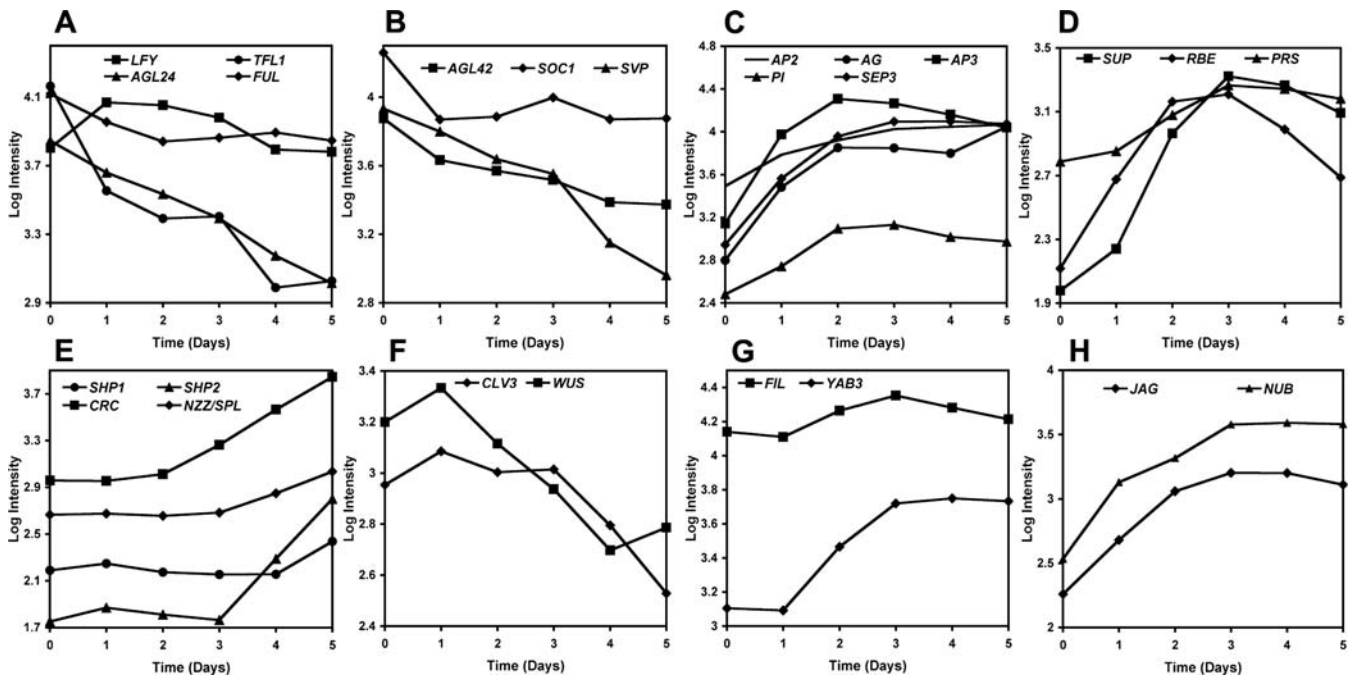 A
LFY TFL1
AGL24 FUL
Log Intensity
4.1
3.7
3.3
2.9
0 1 2 3 4 5
Time (Days)
B
AGL42 SOC1 SVP
Log Intensity
4
3.6
3.2
2.8
0 1 2 3 4 5
Time (Days)
C
AP2 AG AP3
PI SEP3
Log Intensity
4.8
4.4
4
3.6
3.2
2.8
2.4
0 1 2 3 4 5
Time (Days)
D
SUP RBE PRS
Log Intensity
3.5
3.1
2.7
2.3
1.9
0 1 2 3 4 5
Time (Days)
E
SHP1 SHP2
CRC NZZ/SPL
Log Intensity
3.7
3.3
2.9
2.5
2.1
1.7
0 1 2 3 4 5
Time (Days)
F
CLV3 WUS
Log Intensity
3.4
3.2
3
2.8
2.6
2.4
0 1 2 3 4 5
Time (Days)
G
FIL YAB3
Log Intensity
4.4
4.2
4
3.8
3.6
3.4
3.2
3
0 1 2 3 4 5
Time (Days)
H
JAG NUB
Log Intensity
4
3.5
3
2.5
2
0 1 2 3 4 5
Time (Days)